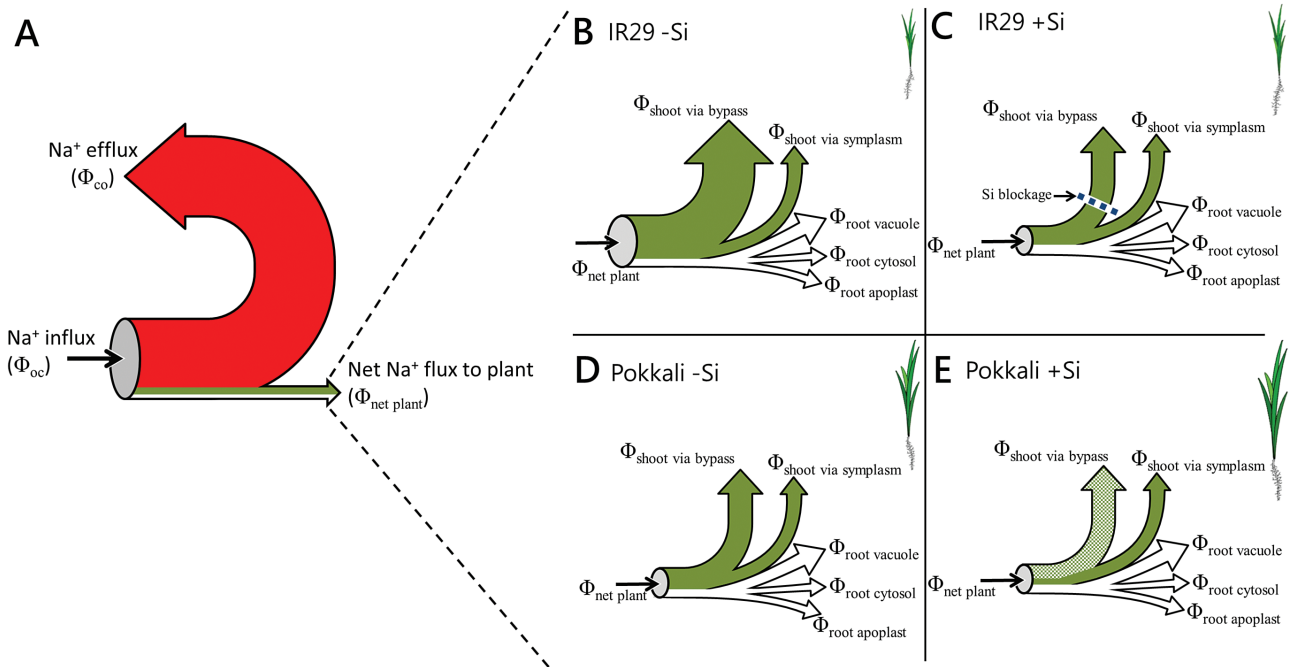 A
Na⁺ efflux
(Φco)
Na⁺ influx
(Φoc)
Net Na⁺ flux to plant
(Φnet plant)
B IR29 -Si
Φshoot via bypass
Φshoot via symplasm
Φroot vacuole
Φroot cytosol
Φroot apoplast
Φnet plant
C IR29 +Si
Φshoot via bypass
Φshoot via symplasm
Si blockage
Φroot vacuole
Φroot cytosol
Φroot apoplast
Φnet plant
D Pokkali -Si
Φshoot via bypass
Φshoot via symplasm
Φroot vacuole
Φroot cytosol
Φroot apoplast
Φnet plant
E Pokkali +Si
Φshoot via bypass
Φshoot via symplasm
Φroot vacuole
Φroot cytosol
Φroot apoplast
Φnet plant